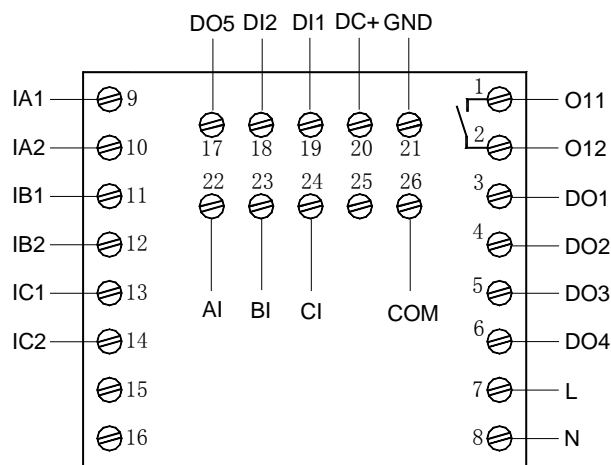 DO5 DI2 DI1 DC+ GND
IA1 9 1 O11
17 18 19 20 21
IA2 10 2 O12
22 23 24 25 26
IB1 11 3 DO1
IB2 12 4 DO2
IC1 13 5 DO3
AI BI CI COM
IC2 14 6 DO4
15 7 L
16 8 N